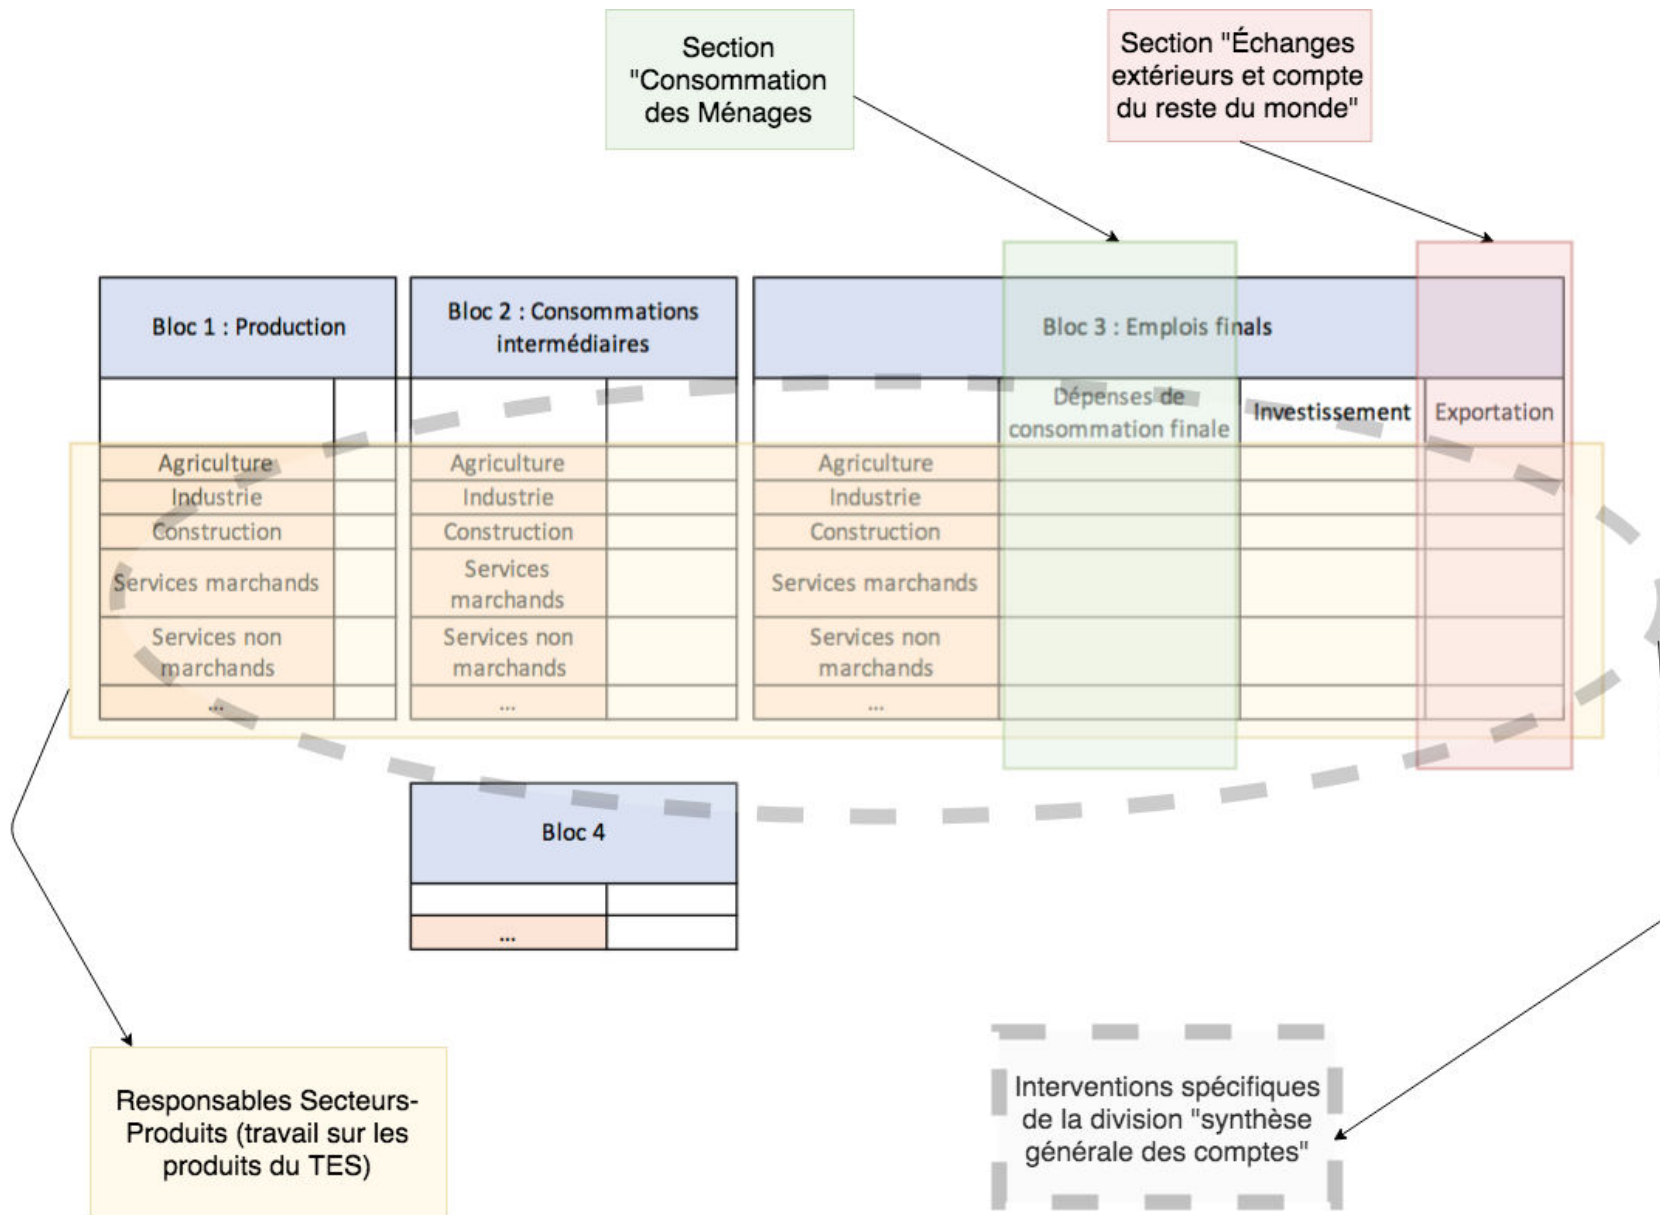 Section
"Consommation
des Ménages
Section "Échanges
extérieurs et compte
du reste du monde"
Bloc 1 : Production
Bloc 2 : Consommations
intermédiaires
Bloc 3 : Emplois finals
Dépenses de
consommation finale
Investissement
Exportation
Agriculture
Agriculture
Agriculture
Industrie
Industrie
Industrie
Construction
Construction
Construction
Services marchands
Services
marchands
Services marchands
Services non
marchands
Services non
marchands
Services non
marchands
...
...
...
Bloc 4
...
Responsables Secteurs-
Produits (travail sur les
produits du TES)
Interventions spécifiques
de la division "synthèse
générale des comptes"